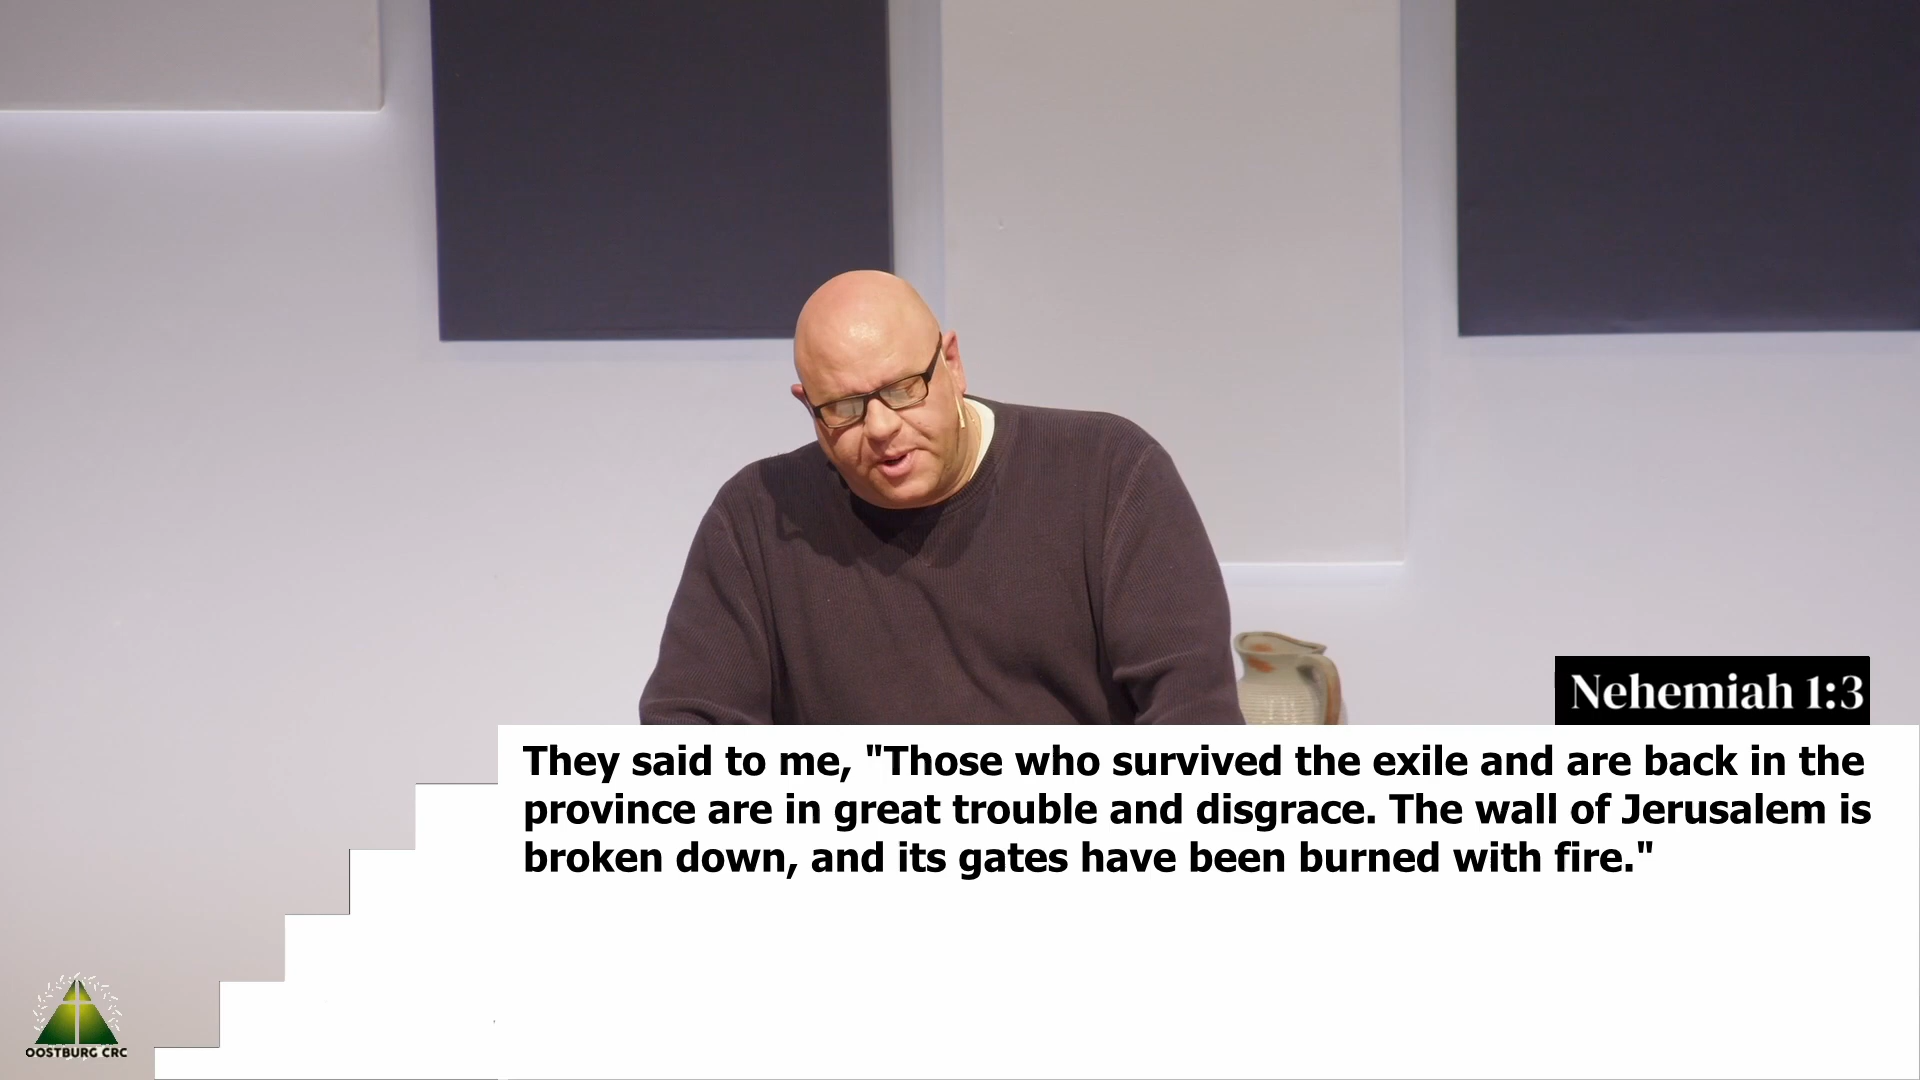 Nehemiah 1:3
They said to me, "Those who survived the exile and are back in the
province are in great trouble and disgrace. The wall of Jerusalem is
broken down, and its gates have been burned with fire."
OOSTBURG CRC